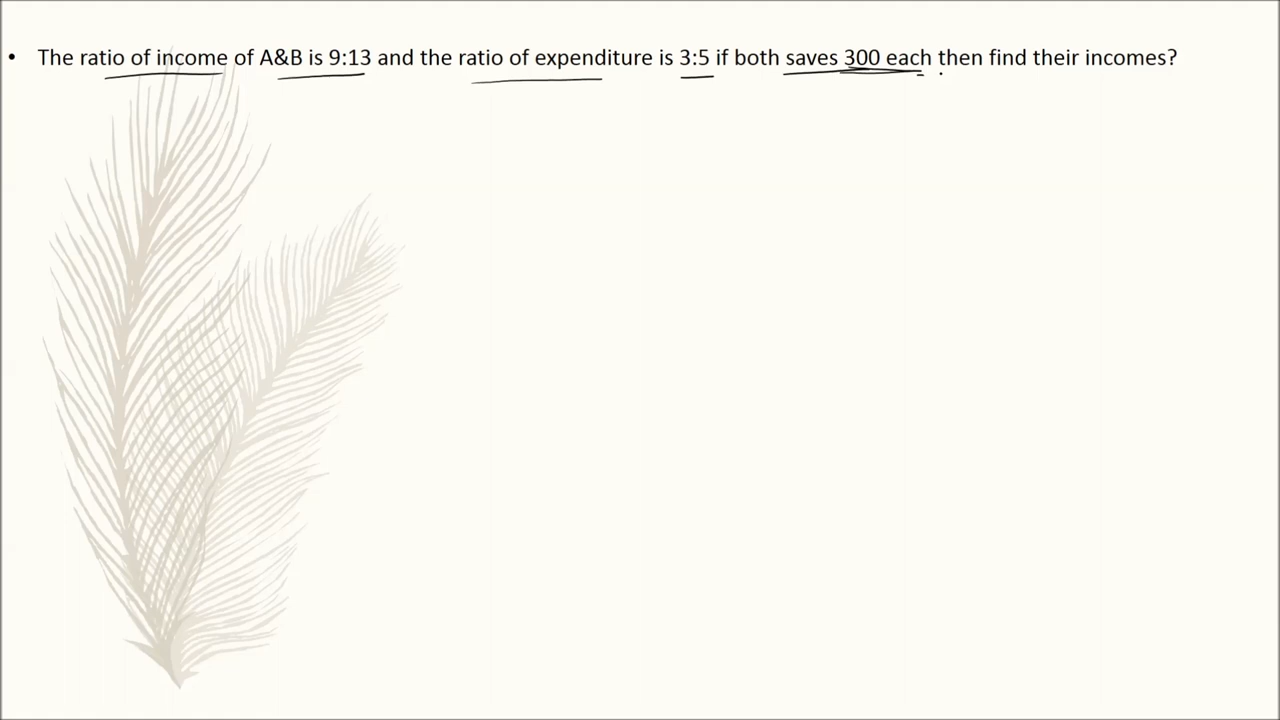 • The ratio of income of A&B is 9:13 and the ratio of expenditure is 3:5 if both saves 300 each then find their incomes?